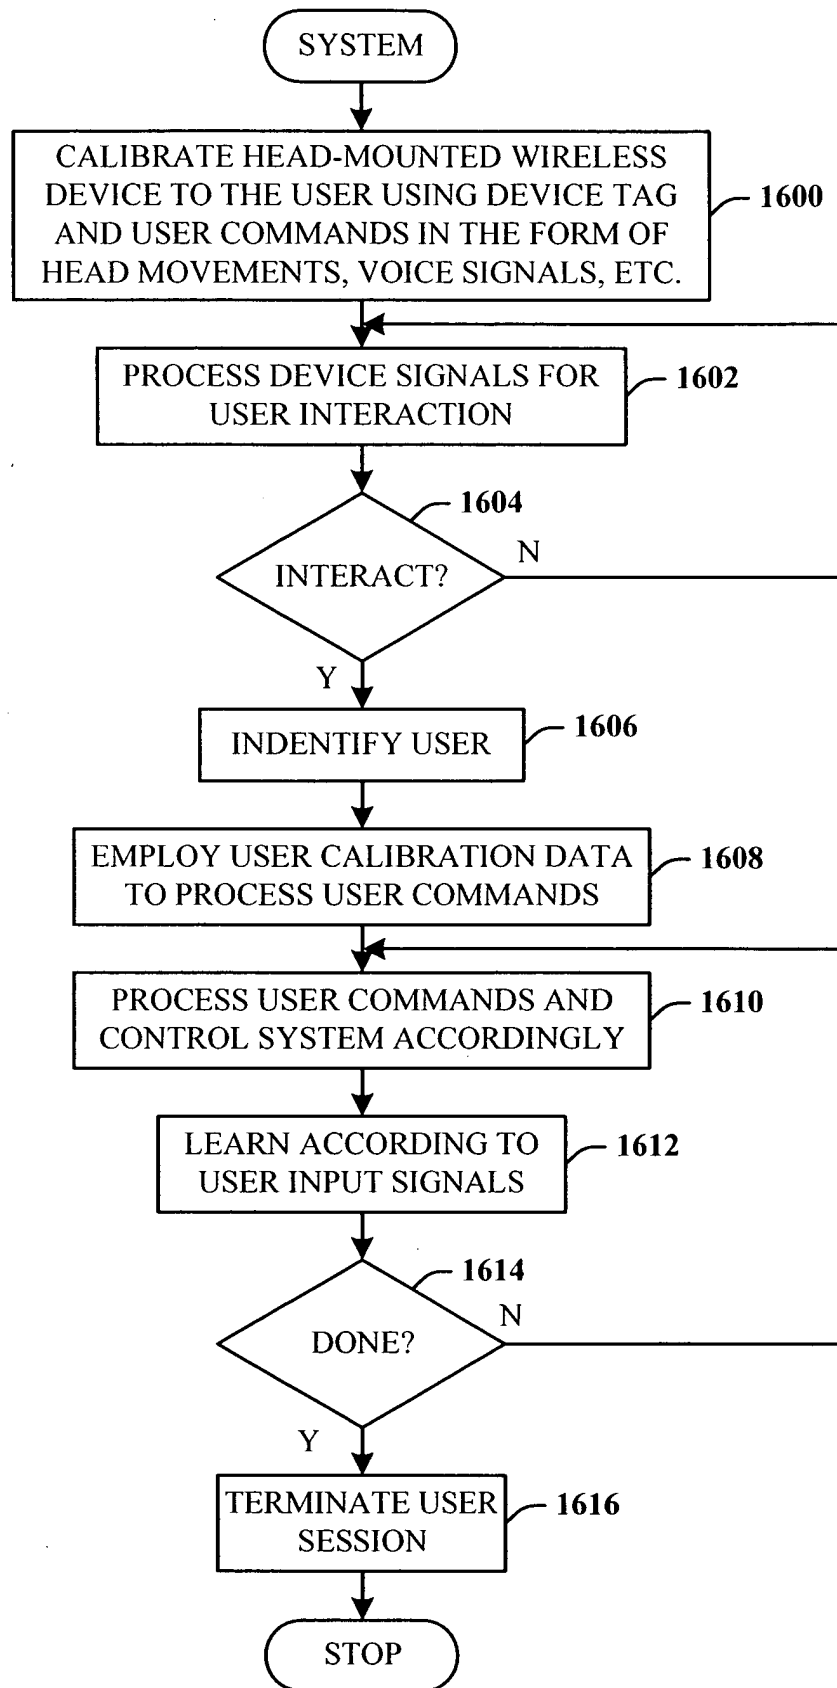 SYSTEM
CALIBRATE HEAD-MOUNTED WIRELESS
DEVICE TO THE USER USING DEVICE TAG
AND USER COMMANDS IN THE FORM OF
HEAD MOVEMENTS, VOICE SIGNALS, ETC.
1600
PROCESS DEVICE SIGNALS FOR
USER INTERACTION
1602
1604
INTERACT?
N
Y
INDENTIFY USER
1606
EMPLOY USER CALIBRATION DATA
TO PROCESS USER COMMANDS
1608
PROCESS USER COMMANDS AND
CONTROL SYSTEM ACCORDINGLY
1610
LEARN ACCORDING TO
USER INPUT SIGNALS
1612
1614
DONE?
N
Y
TERMINATE USER
SESSION
1616
STOP